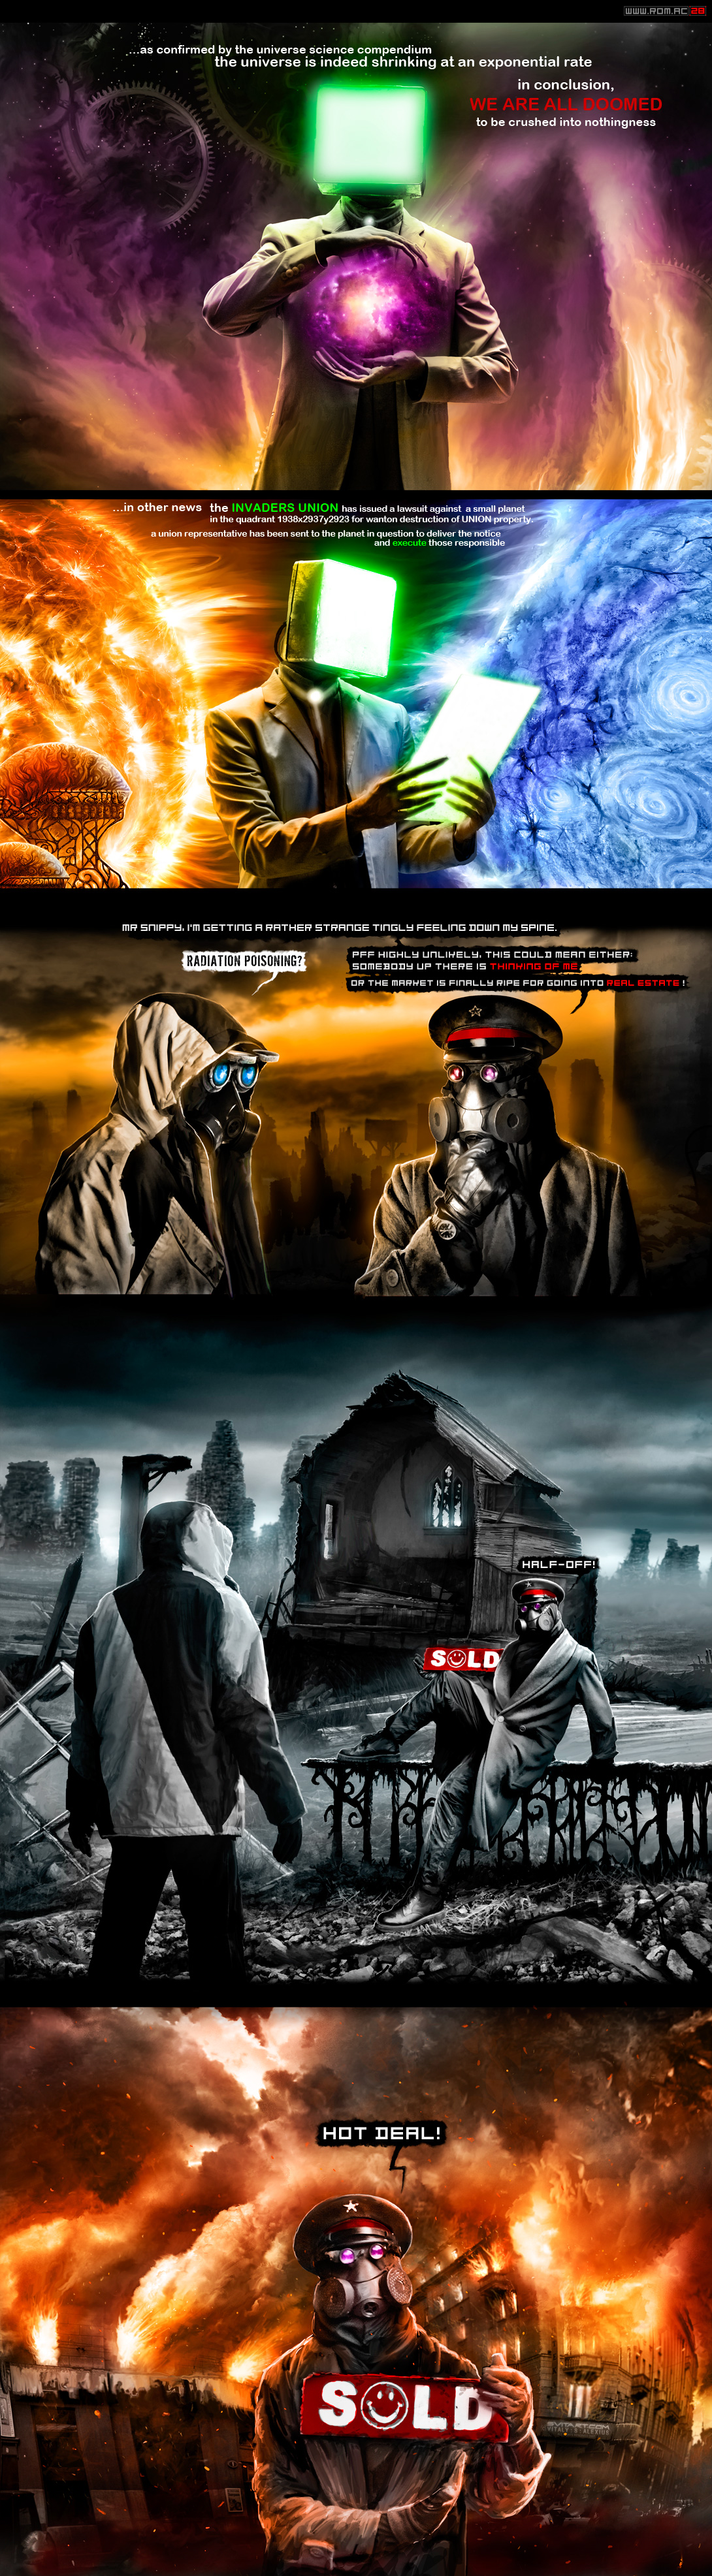 WWW.ROM.AC 28
....as confirmed by the universe science compendium
the universe is indeed shrinking at an exponential rate
in conclusion,
WE ARE ALL DOOMED
to be crushed into nothingness
...in other news the INVADERS UNION has issued a lawsuit against a small planet
in the quadrant 1938x2937y2923 for wanton destruction of UNION property.
a union representative has been sent to the planet in question to deliver the notice
and execute those responsible
MR SNIPPY, I'M GETTING A RATHER STRANGE TINGLY FEELING DOWN MY SPINE.
RADIATION POISONING?
PFF HIGHLY UNLIKELY, THIS COULD MEAN EITHER:
SOMEBODY UP THERE IS THINKING OF ME,
OR THE MARKET IS FINALLY RIPE FOR GOING INTO REAL ESTATE!
HALF-OFF!
SOLD
HOT DEAL!
SOLD